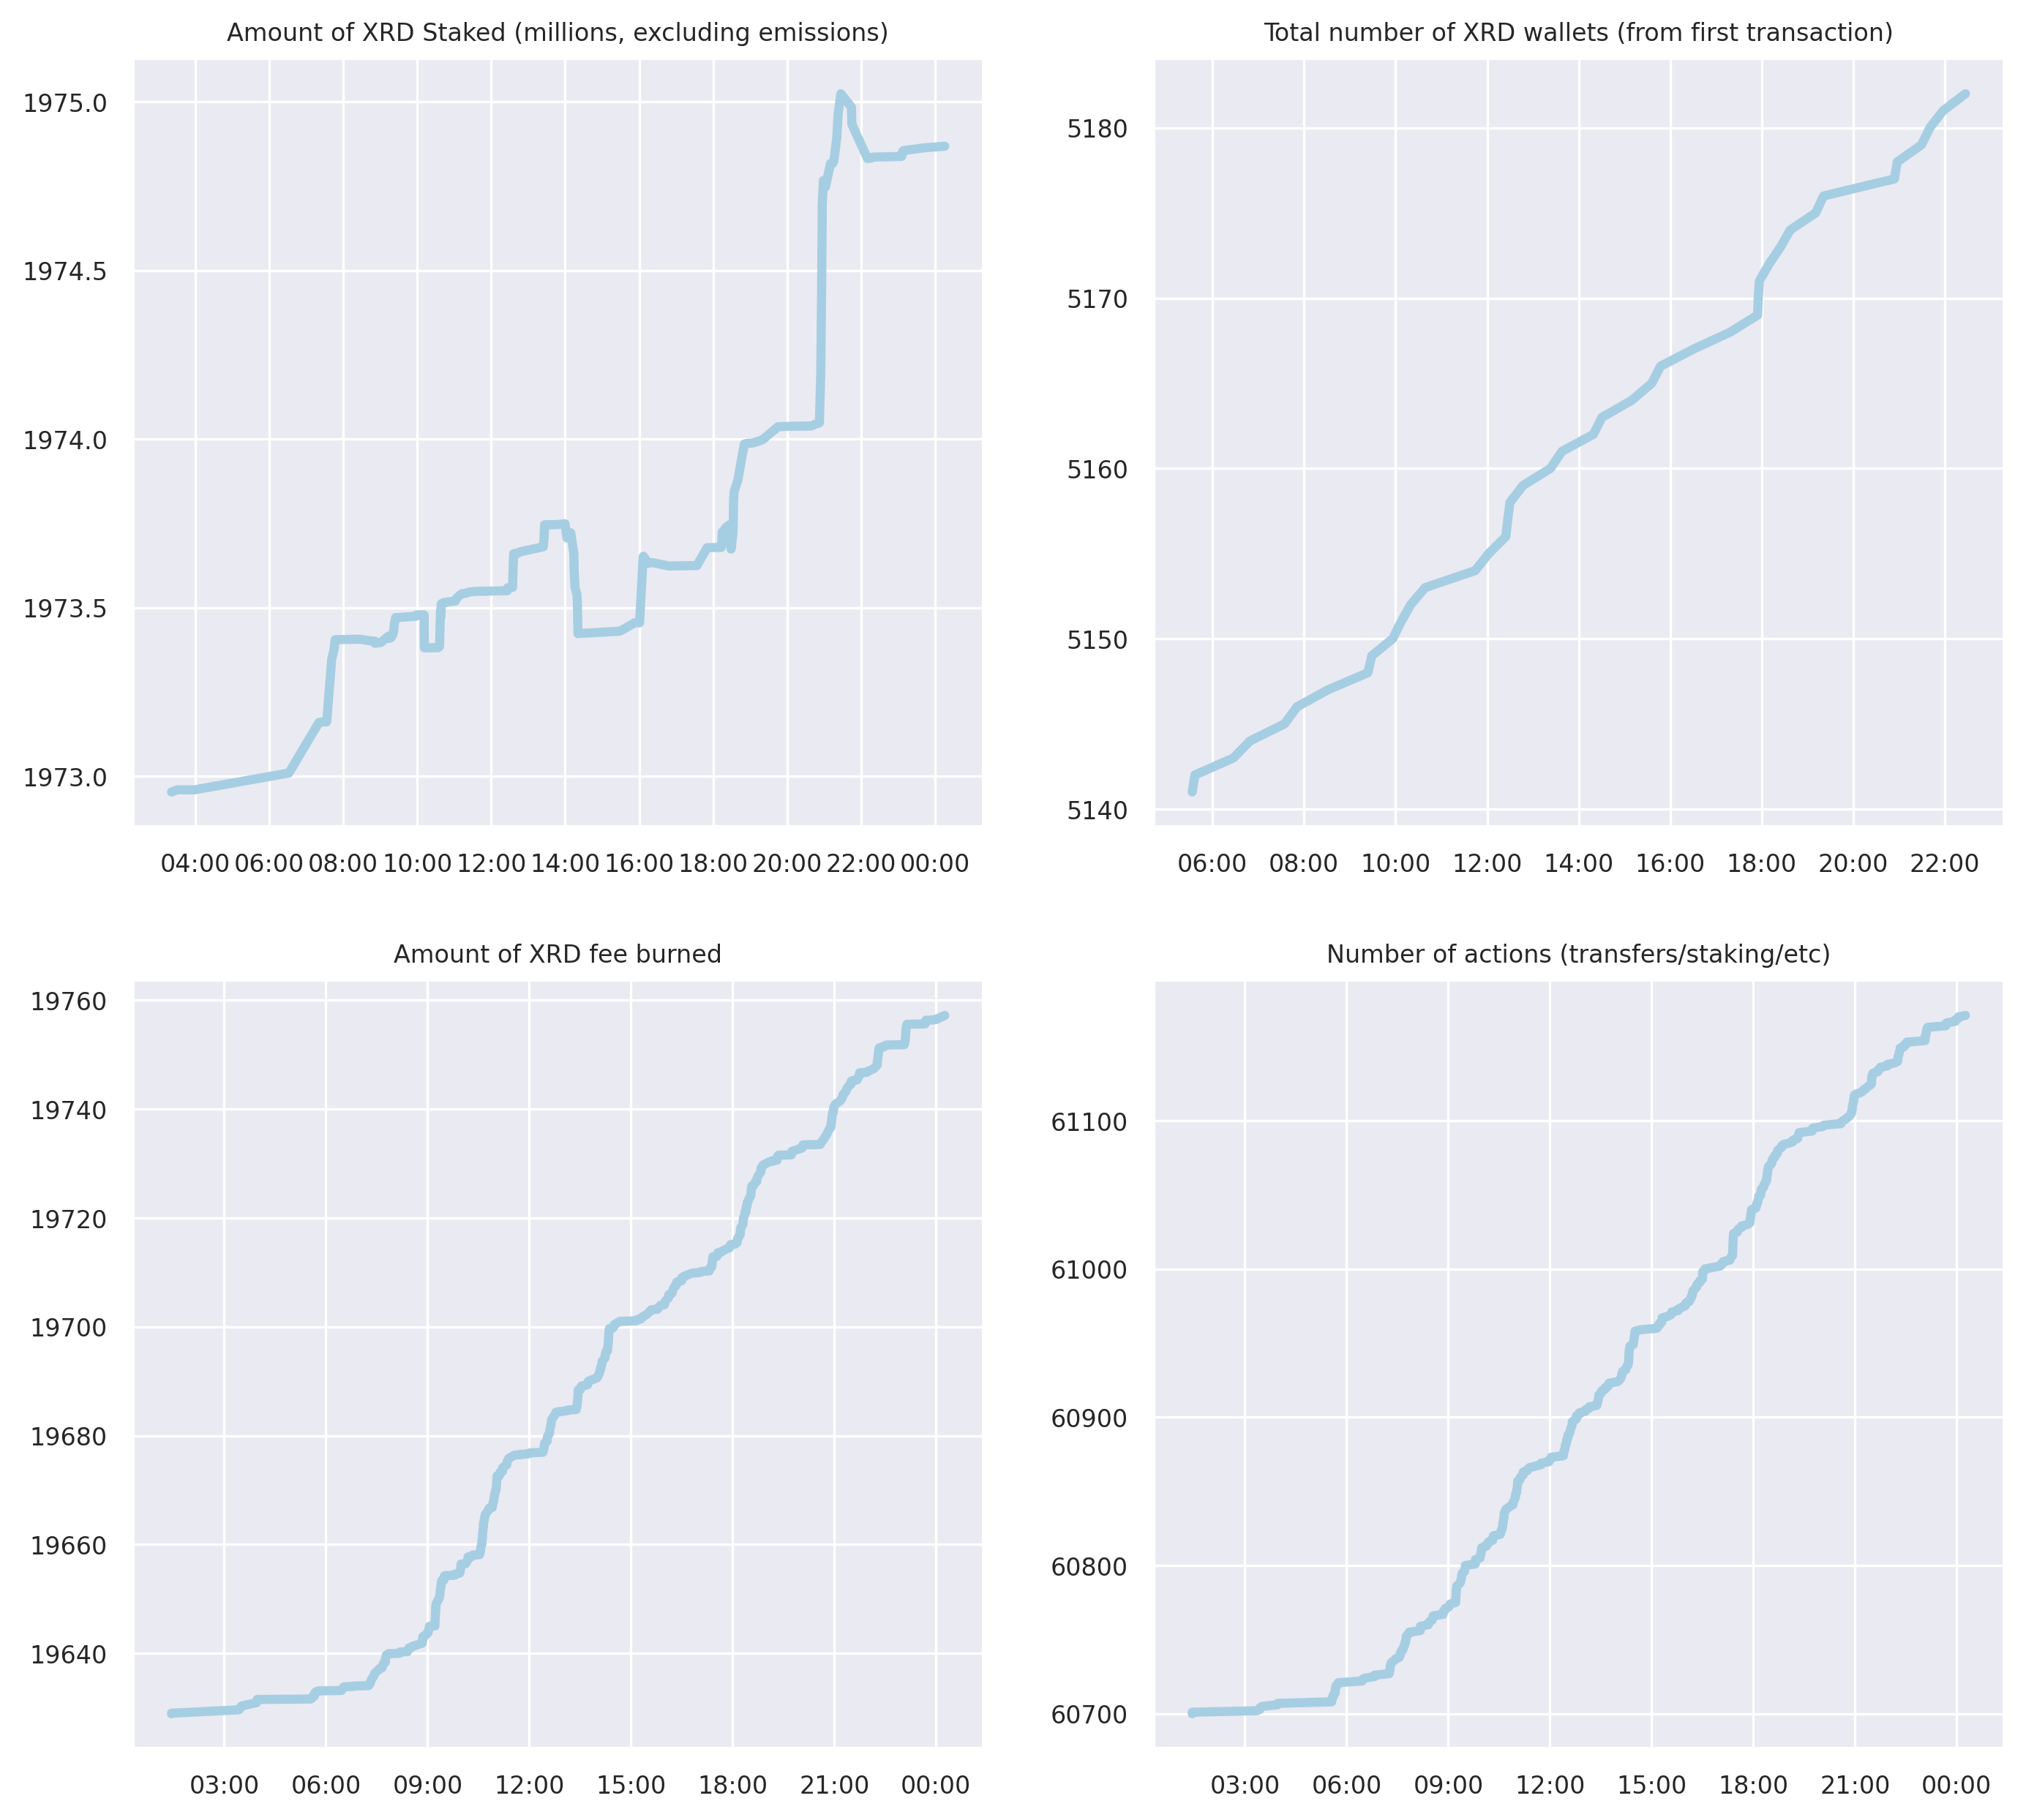 Amount of XRD Staked (millions, excluding emissions)
1975.0
1974.5
1974.0
1973.5
1973.0
04:00 06:00 08:00 10:00 12:00 14:00 16:00 18:00 20:00 22:00 00:00
Total number of XRD wallets (from first transaction)
5180
5170
5160
5150
5140
06:00 08:00 10:00 12:00 14:00 16:00 18:00 20:00 22:00
Amount of XRD fee burned
19760
19740
19720
19700
19680
19660
19640
03:00 06:00 09:00 12:00 15:00 18:00 21:00 00:00
Number of actions (transfers/staking/etc)
61100
61000
60900
60800
60700
03:00 06:00 09:00 12:00 15:00 18:00 21:00 00:00